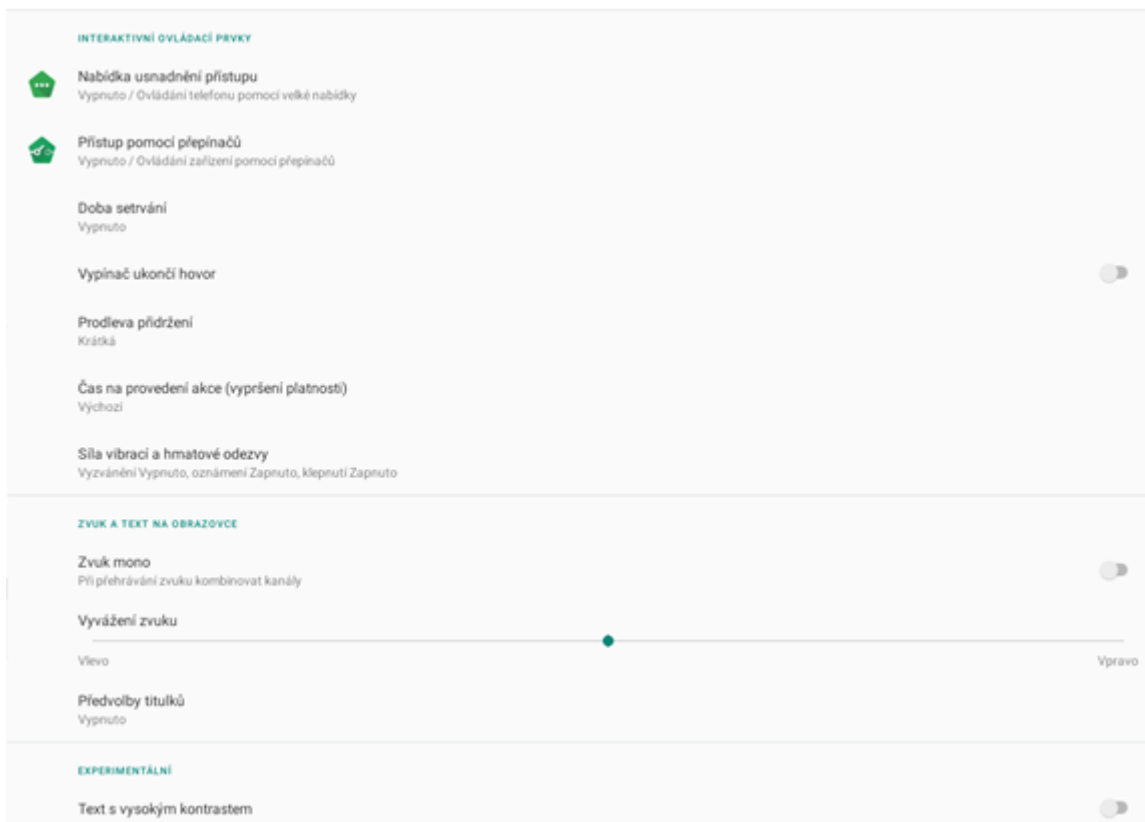 INTERAKTIVNÍ OVLÁDACÍ PRVKY
Nabídka usnadnění přístupu
Vypnuto / Ovládání telefonu pomocí velké nabídky
Přístup pomocí přepínačů
Vypnuto / Ovládání zařízení pomocí přepínačů
Doba setrvání
Vypnuto
Vypínač ukončí hovor
Prodleva přidržení
Krátká
Čas na provedení akce (vypršení platnosti)
Výchozí
Síla vibrací a hmatové odezvy
Vyzvánění Vypnuto, oznámení Zapnuto, klepnutí Zapnuto
ZVUK A TEXT NA OBRAZOVCE
Zvuk mono
Při přehrávání zvuku kombinovat kanály
Vyvážení zvuku
Vlevo Vpravo
Předvolby titulků
Vypnuto
EXPERIMENTÁLNÍ
Text s vysokým kontrastem